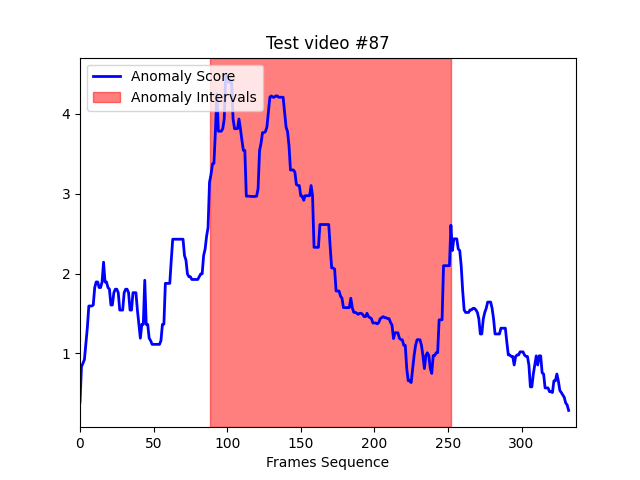 Test video #87
Anomaly Score
Anomaly Intervals
4
3
2
1
0 50 100 150 200 250 300
Frames Sequence